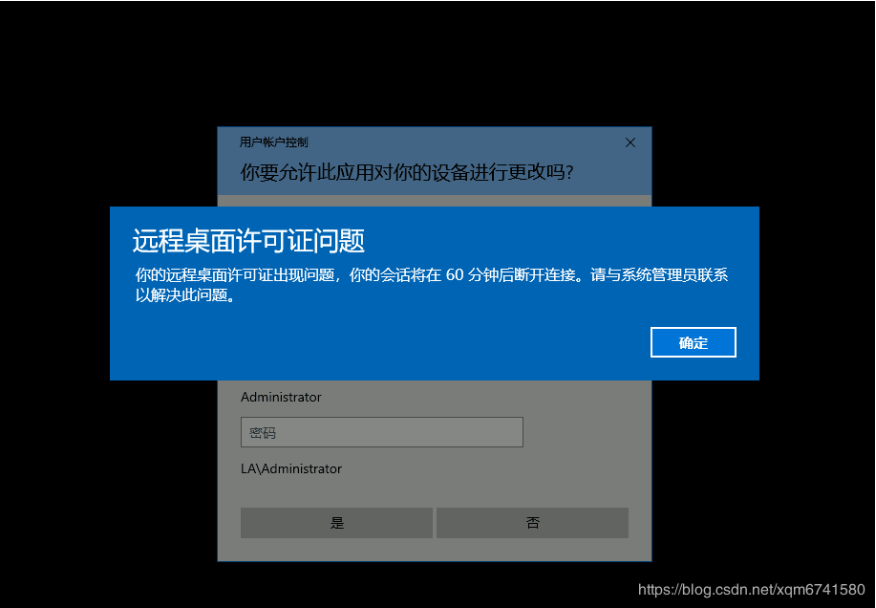 用户帐户控制
你要允许此应用对你的设备进行更改吗?
远程桌面许可证问题
你的远程桌面许可证出现问题，你的会话将在 60 分钟后断开连接。请与系统管理员联系
以解决此问题。
确定
Administrator
密码
LA\Administrator
是 否
https://blog.csdn.net/xqm6741580